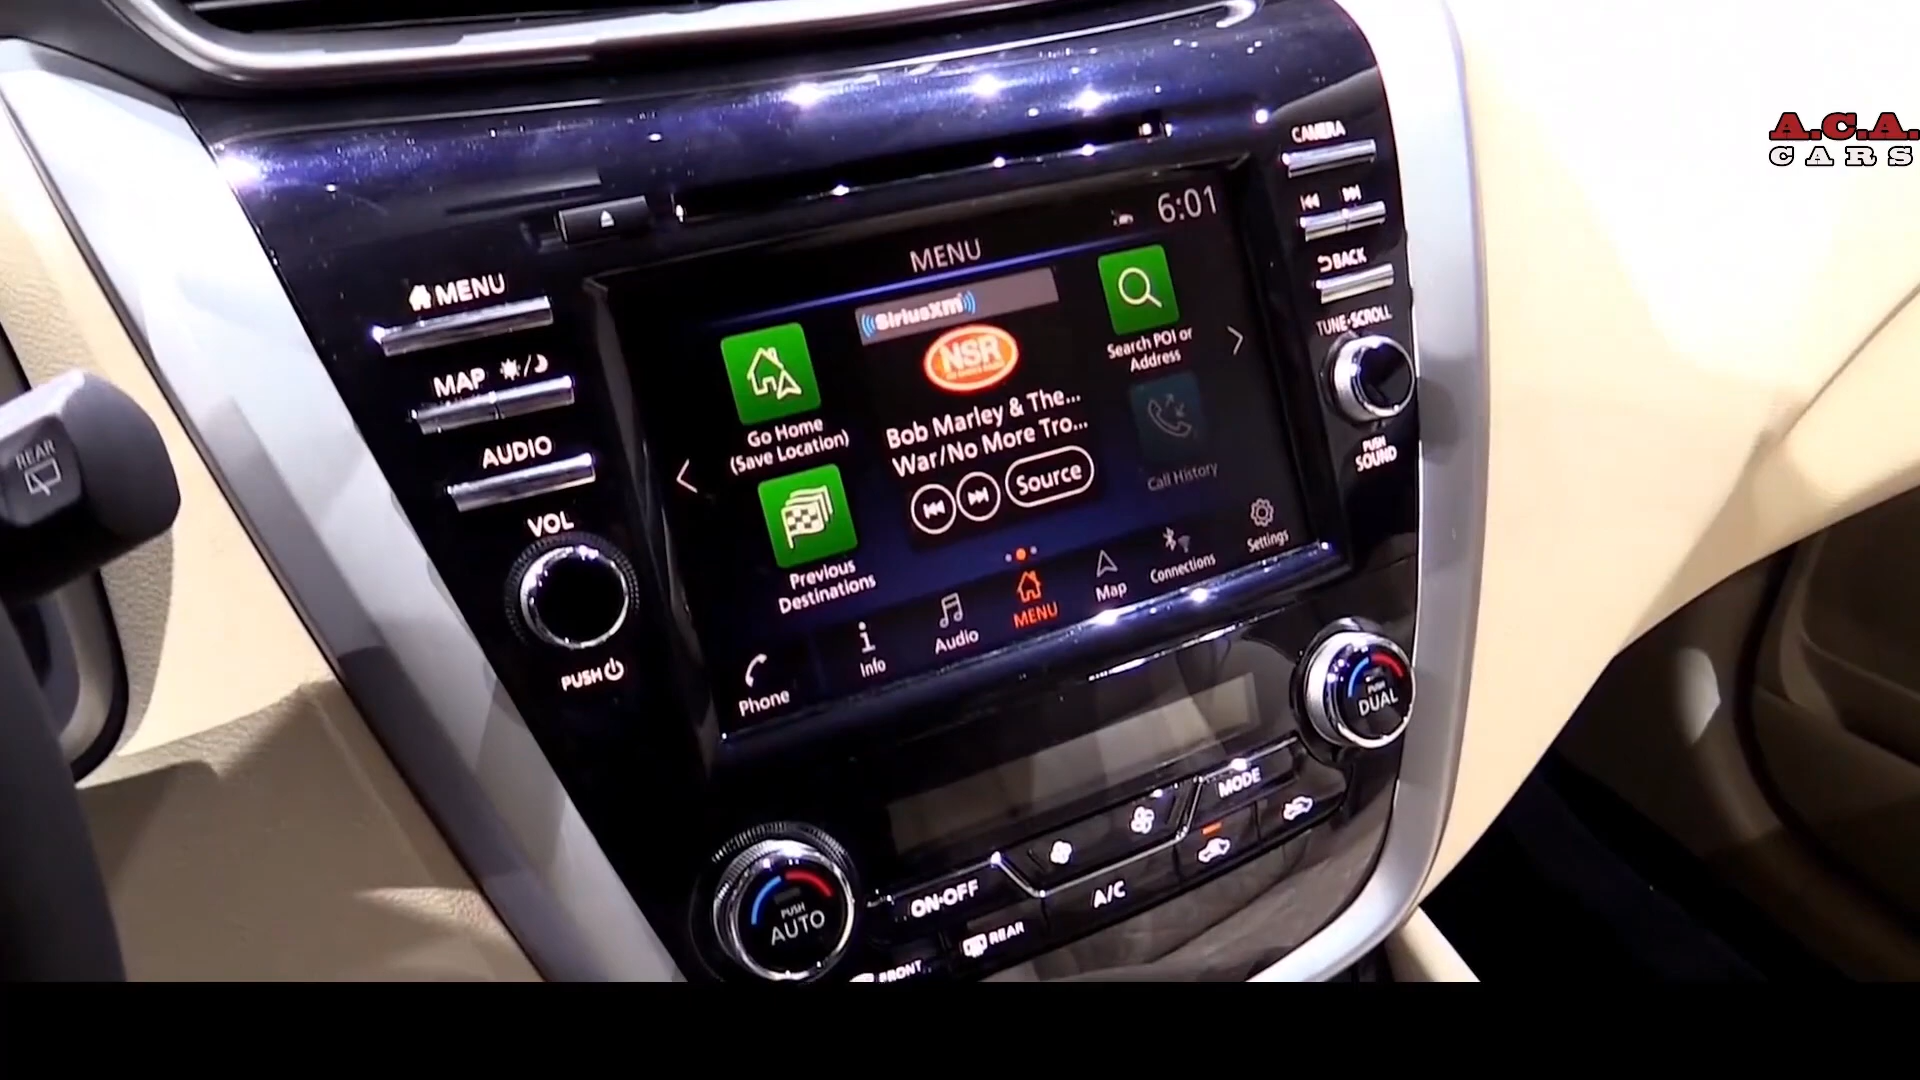 A.C.A.
CARS
CAMERA
6:01
MENU
MENU
SiriusXm
NSR
BACK
TUNE·SCROLL
Search POI or
Address
MAP
Go Home
(Save Location)
Bob Marley & The...
War/No More Tro...
Source
AUDIO
REAR
PUSH
SOUND
Call History
VOL
Previous
Destinations
Settings
Connections
Map
MENU
Audio
Info
Phone
PUSH
PUSH
DUAL
MODE
PUSH
AUTO
ON·OFF
A/C
REAR
FRONT